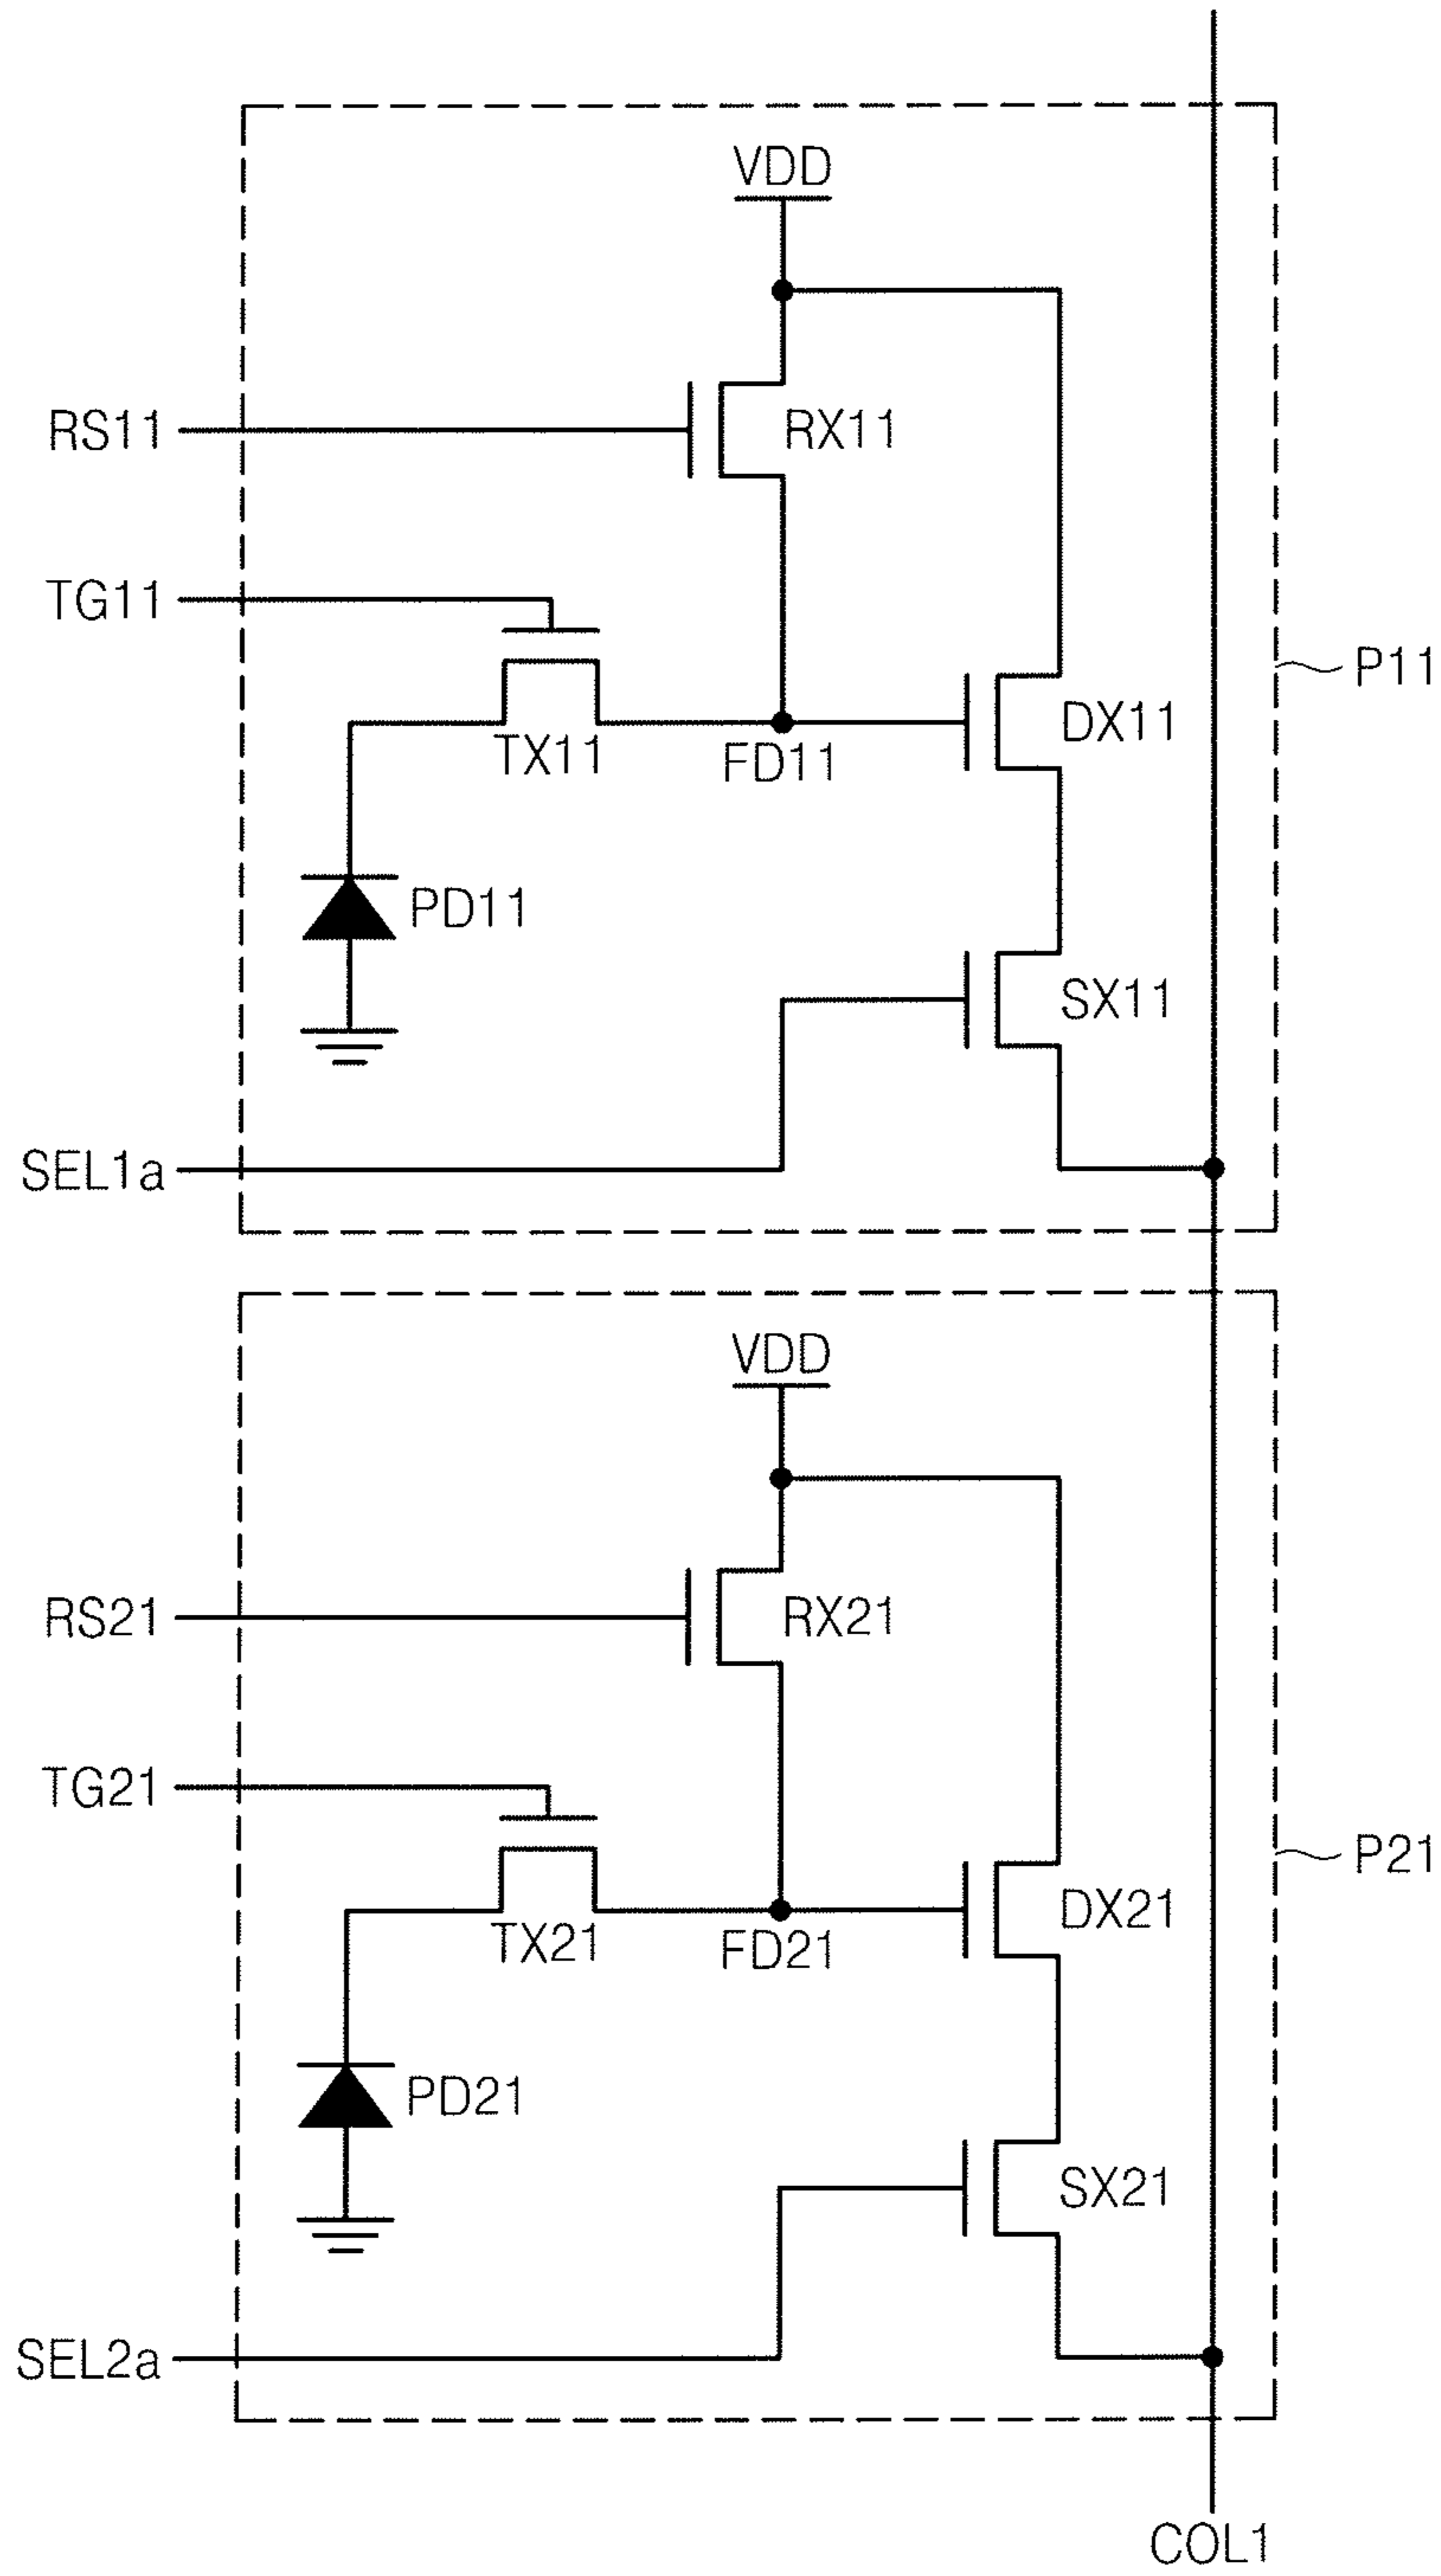 VDD
RS11
RX11
TG11
P11
DX11
TX11
FD11
PD11
SX11
SEL1a
VDD
RS21
RX21
TG21
P21
DX21
TX21
FD21
PD21
SX21
SEL2a
COL1